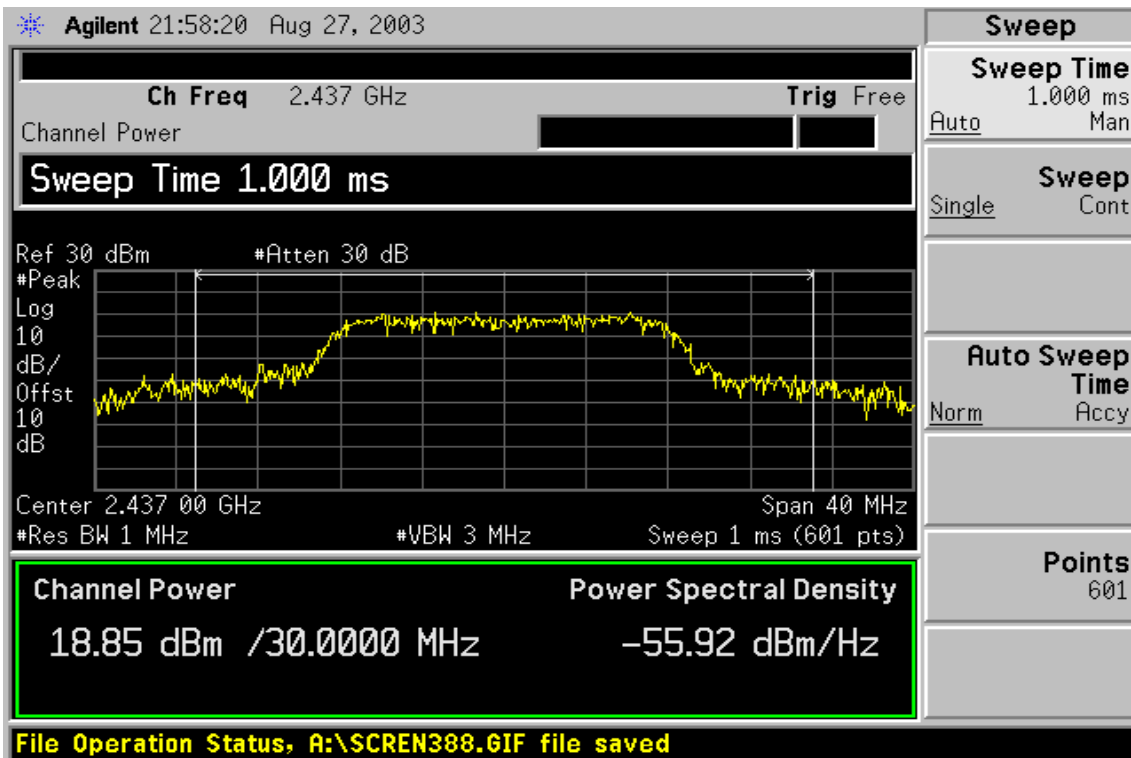 Agilent 21:58:20 Aug 27, 2003
Ch Freq 2.437 GHz Trig Free
Channel Power
Sweep Time 1.000 ms
Ref 30 dBm #Atten 30 dB
#Peak
Log
10
dB/
Offst
10
dB
Center 2.437 00 GHz Span 40 MHz
#Res BW 1 MHz #VBW 3 MHz Sweep 1 ms (601 pts)
Channel Power Power Spectral Density
18.85 dBm /30.0000 MHz -55.92 dBm/Hz
File Operation Status, A:\SCREN388.GIF file saved
Sweep
Sweep Time
1.000 ms
Auto Man
Sweep
Single Cont
Auto Sweep
Time
Norm Accy
Points
601